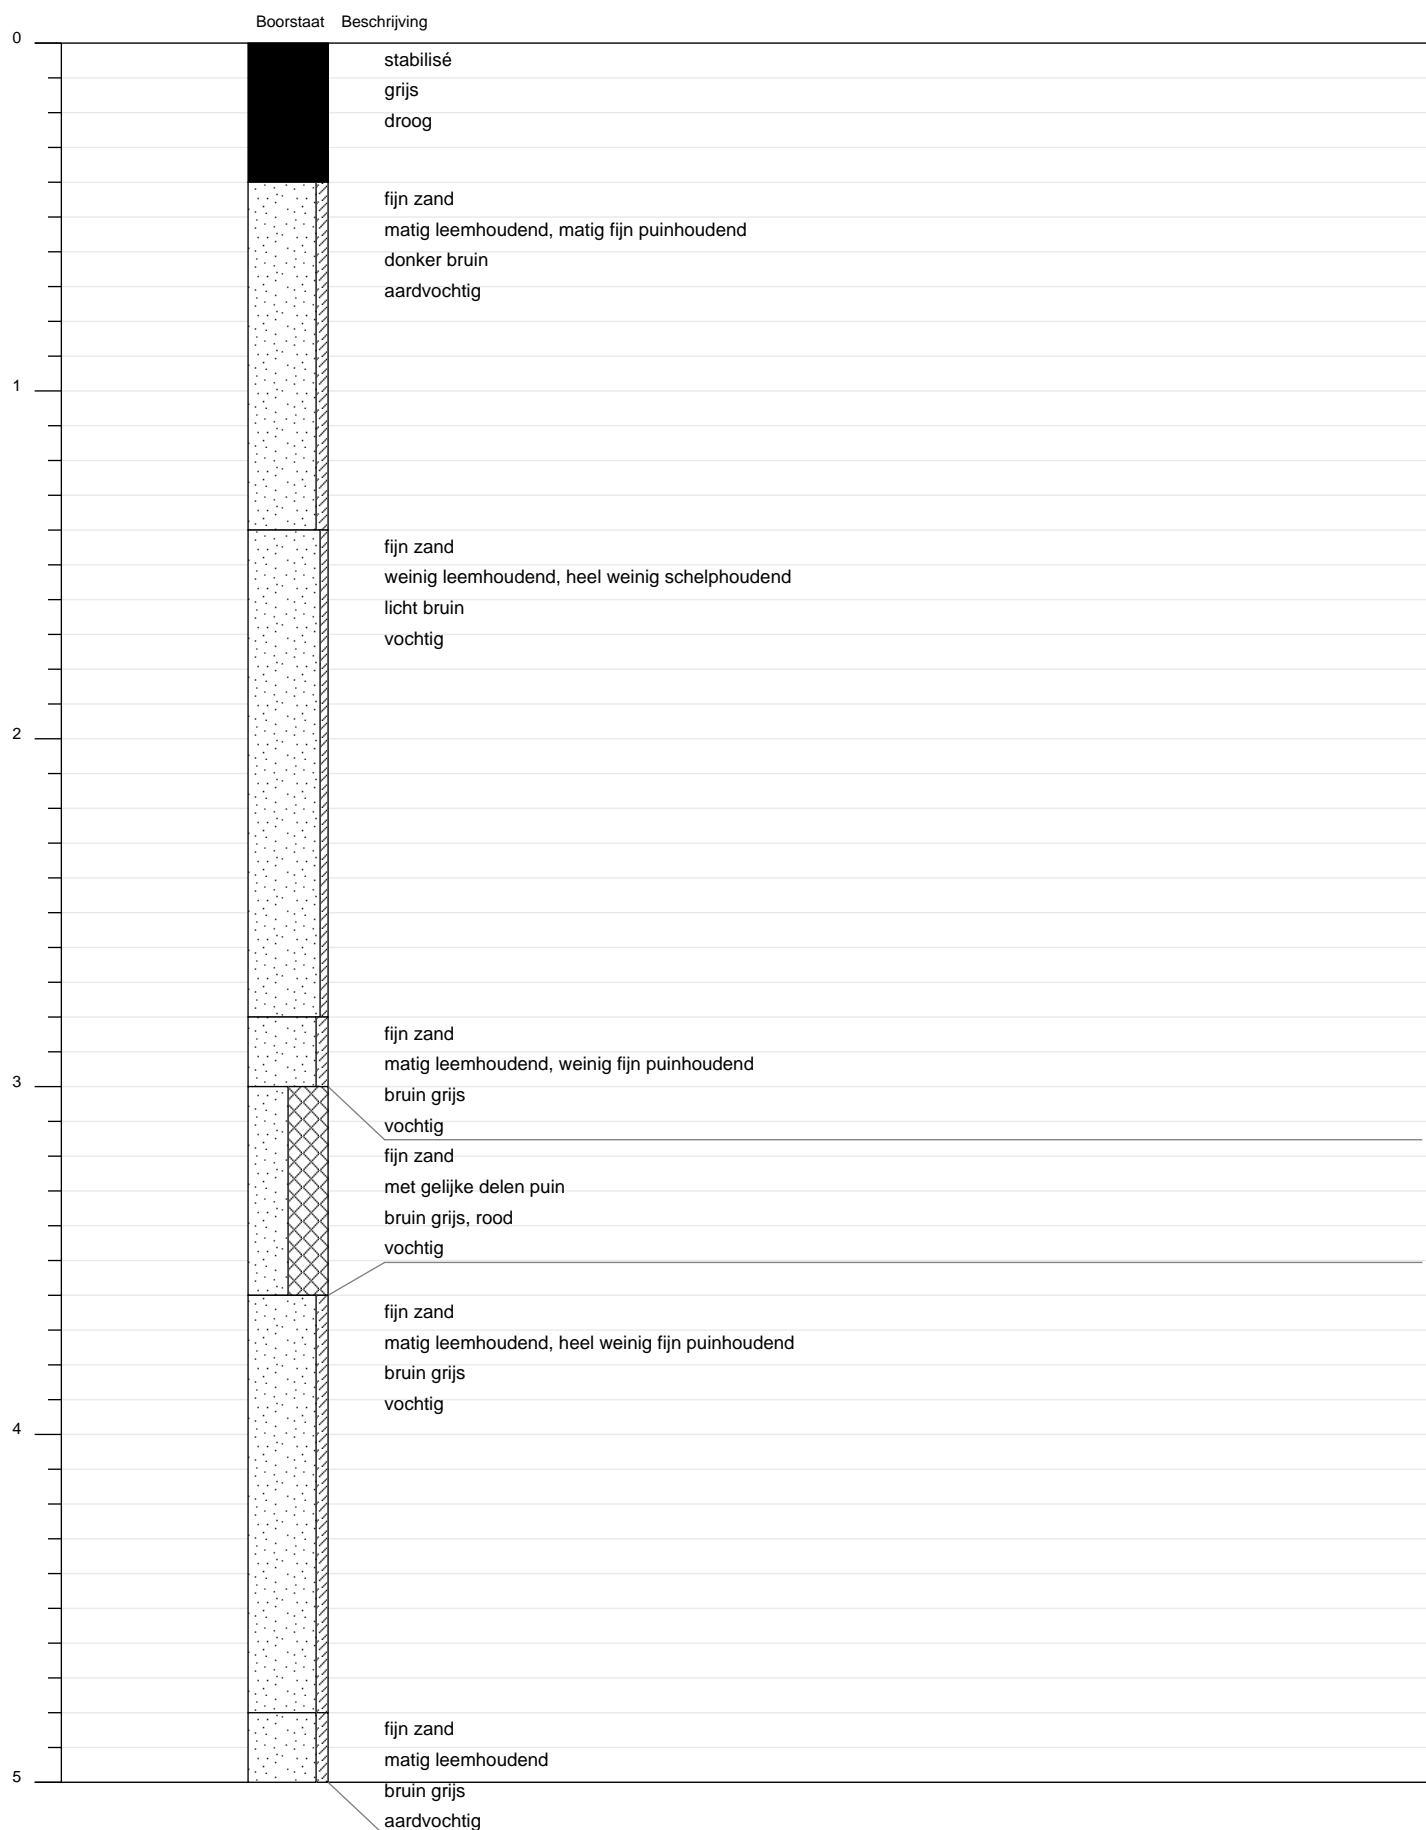 Boorstaat Beschrijving
0
stabilisé
grijs
droog
fijn zand
matig leemhoudend, matig fijn puinhoudend
donker bruin
aardvochtig
1
fijn zand
weinig leemhoudend, heel weinig schelphoudend
licht bruin
vochtig
2
fijn zand
matig leemhoudend, weinig fijn puinhoudend
3
bruin grijs
vochtig
fijn zand
met gelijke delen puin
bruin grijs, rood
vochtig
fijn zand
matig leemhoudend, heel weinig fijn puinhoudend
bruin grijs
vochtig
4
fijn zand
matig leemhoudend
5
bruin grijs
aardvochtig